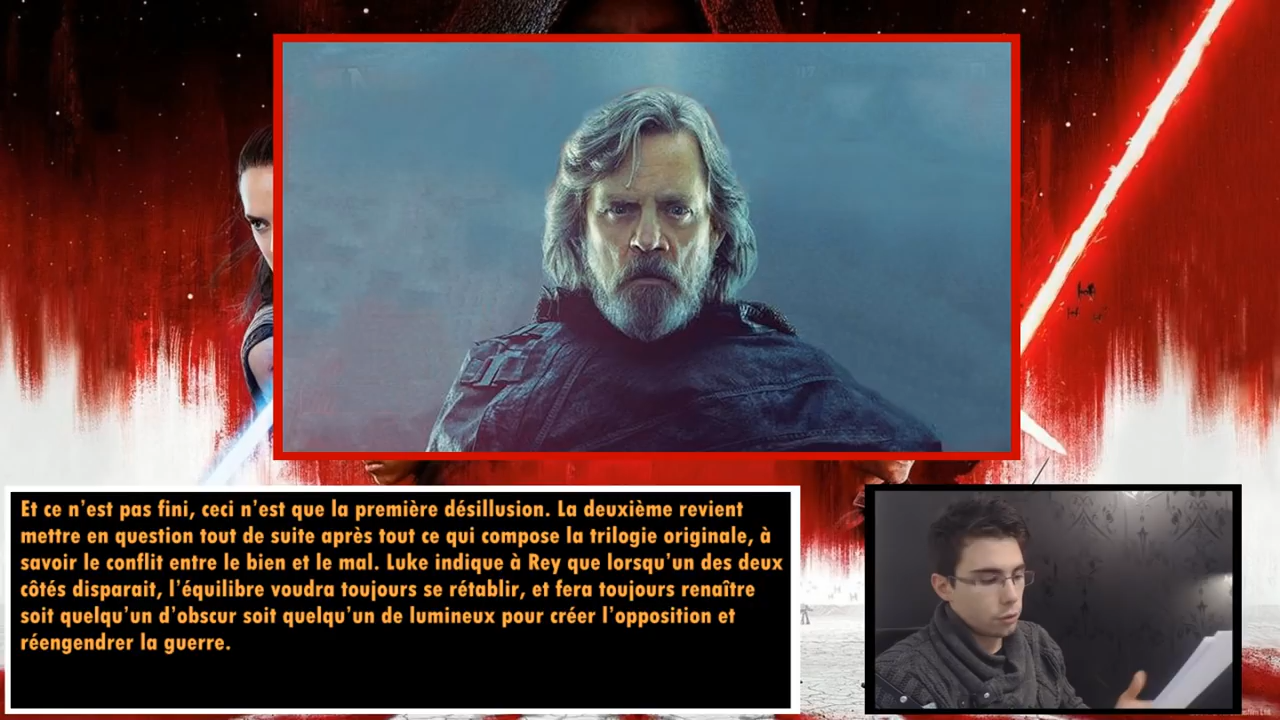 Et ce n’est pas fini, ceci n’est que la première désillusion. La deuxième revient
mettre en question tout de suite après tout ce qui compose la trilogie originale, à
savoir le conflit entre le bien et le mal. Luke indique à Rey que lorsqu’un des deux
côtés disparait, l’équilibre voudra toujours se rétablir, et fera toujours renaître
soit quelqu’un d’obscur soit quelqu’un de lumineux pour créer l’opposition et
réengendrer la guerre.